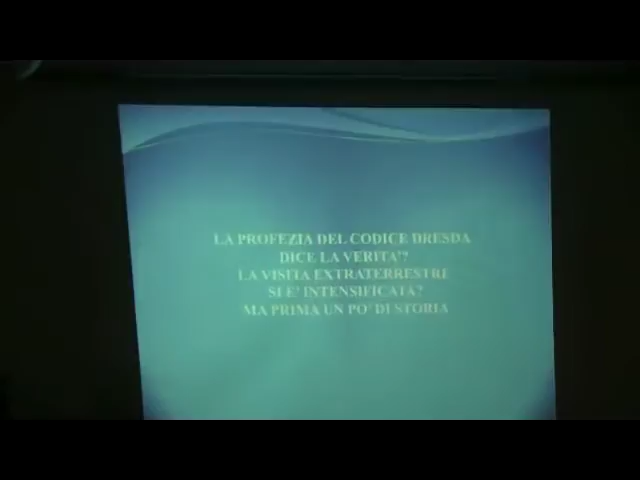 LA PROFEZIA DEL CODICE DRESDA
DICE LA VERITA'?
LA VISITA EXTRATERRESTRE
SI E' INTENSIFICATA?
MA PRIMA UN PO' DI STORIA